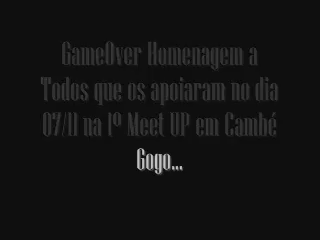 GameOver Homenagem a
Todos que os apoiaram no dia
07/11 na 1º Meet UP em Cambé
Gogo...